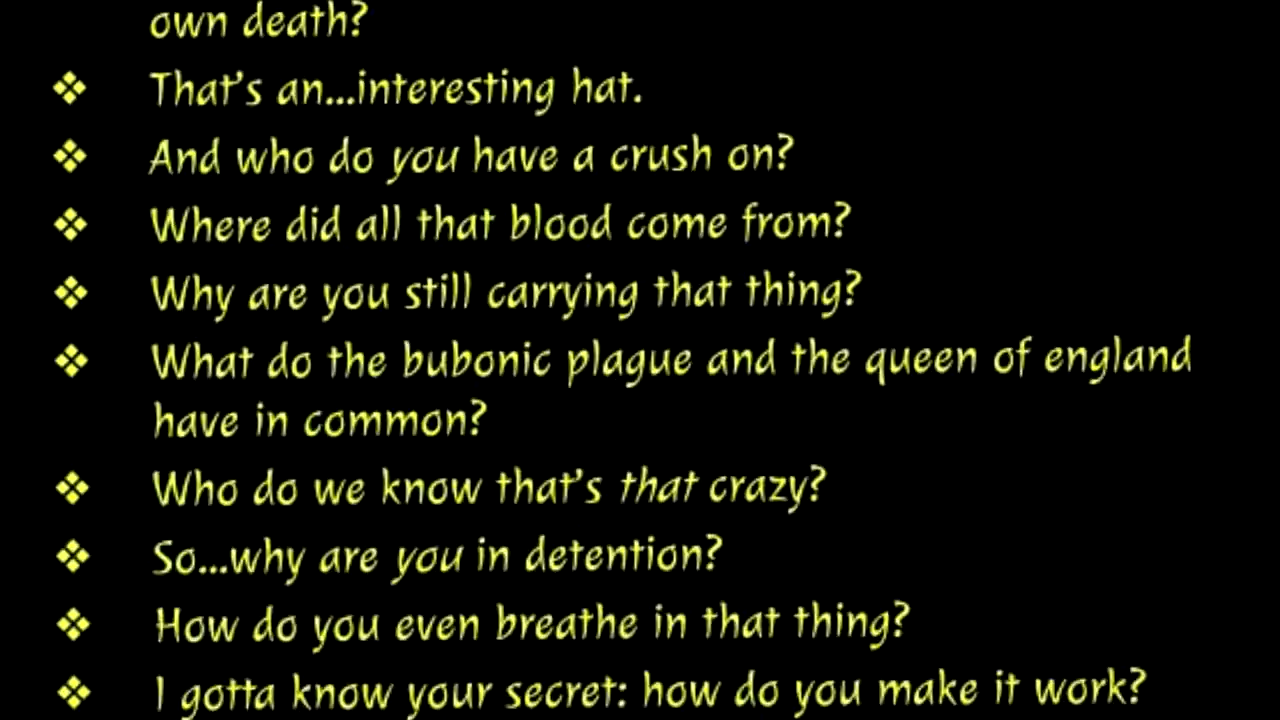 own death?
❖ That's an...interesting hat.
❖ And who do you have a crush on?
❖ Where did all that blood come from?
❖ Why are you still carrying that thing?
❖ What do the bubonic plague and the queen of england
have in common?
❖ Who do we know that's that crazy?
❖ So...why are you in detention?
❖ How do you even breathe in that thing?
❖ I gotta know your secret: how do you make it work?